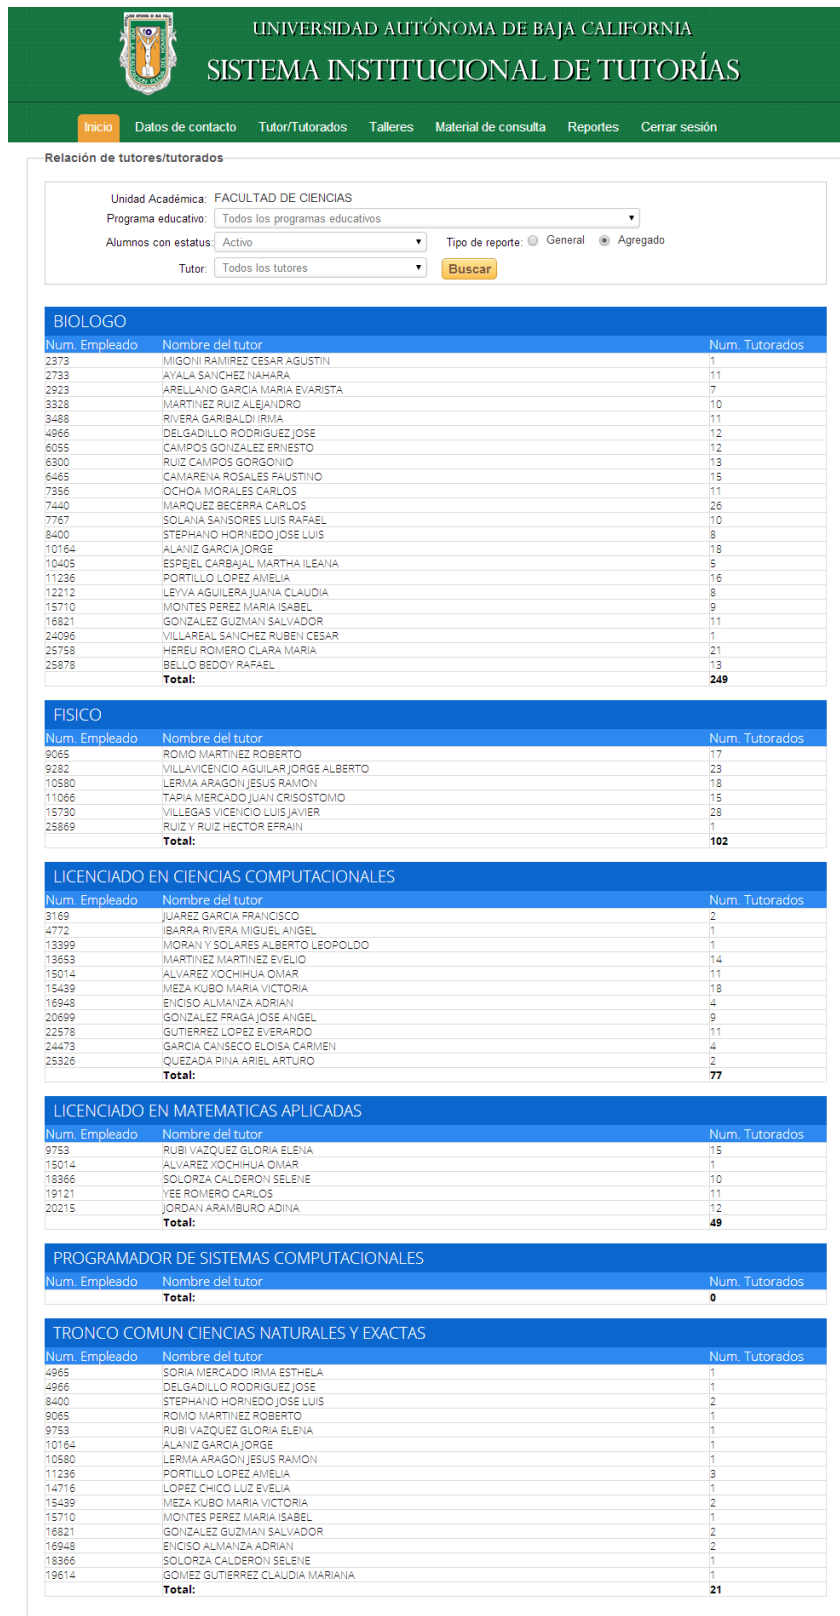 UNIVERSIDAD AUTÓNOMA DE BAJA CALIFORNIA
SISTEMA INSTITUCIONAL DE TUTORÍAS
Inicio Datos de contacto Tutor/Tutorados Talleres Material de consulta Reportes Cerrar sesión
Relación de tutores/tutorados
Unidad Académica: FACULTAD DE CIENCIAS
Programa educativo: Todos los programas educativos
Alumnos con estatus: Activo Tipo de reporte: General Agregado
Tutor: Todos los tutores Buscar
BIOLOGO
Num. Empleado Nombre del tutor Num. Tutorados
2373 MIGONI RAMIREZ CESAR AGUSTIN 1
2733 AYALA SANCHEZ NAHARA 11
2923 ARELLANO GARCIA MARIA EVARISTA 7
3328 MARTINEZ RUIZ ALEJANDRO 10
3488 RIVERA GARIBALDI IRMA 11
4966 DELGADILLO RODRIGUEZ JOSE 12
6055 CAMPOS GONZALEZ ERNESTO 12
6300 RUIZ CAMPOS GORGONIO 13
6465 CAMARENA ROSALES FAUSTINO 15
7356 OCHOA MORALES CARLOS 11
7440 MARQUEZ BECERRA CARLOS 26
7767 SOLANA SANSORES LUIS RAFAEL 10
8400 STEPHANO HORNEDO JOSE LUIS 8
10164 ALANIZ GARCIA JORGE 18
10405 ESPEJEL CARBAJAL MARTHA ILEANA 5
11236 PORTILLO LOPEZ AMELIA 16
12212 LEYVA AGUILERA JUANA CLAUDIA 8
15710 MONTES PEREZ MARIA ISABEL 9
16821 GONZALEZ GUZMAN SALVADOR 11
24096 VILLAREAL SANCHEZ RUBEN CESAR 1
25758 HEREU ROMERO CLARA MARIA 21
25878 BELLO BEDOY RAFAEL 13
Total: 249
FISICO
Num. Empleado Nombre del tutor Num. Tutorados
9065 ROMO MARTINEZ ROBERTO 17
9282 VILLAVICENCIO AGUILAR JORGE ALBERTO 23
10580 LERMA ARAGON JESUS RAMON 18
11066 TAPIA MERCADO JUAN CRISOSTOMO 15
15730 VILLEGAS VICENCIO LUIS JAVIER 28
25869 RUIZ Y RUIZ HECTOR EFRAIN 1
Total: 102
LICENCIADO EN CIENCIAS COMPUTACIONALES
Num. Empleado Nombre del tutor Num. Tutorados
3169 JUAREZ GARCIA FRANCISCO 2
4772 IBARRA RIVERA MIGUEL ANGEL 1
13399 MORAN Y SOLARES ALBERTO LEOPOLDO 1
13653 MARTINEZ MARTINEZ EVELIO 14
15014 ALVAREZ XOCHIHUA OMAR 11
15439 MEZA KUBO MARIA VICTORIA 18
16948 ENCISO ALMANZA ADRIAN 4
20699 GONZALEZ FRAGA JOSE ANGEL 9
22578 GUTIERREZ LOPEZ EVERARDO 11
24473 GARCIA CANSECO ELOISA CARMEN 4
25326 QUEZADA PINA ARIEL ARTURO 2
Total: 77
LICENCIADO EN MATEMATICAS APLICADAS
Num. Empleado Nombre del tutor Num. Tutorados
9753 RUBI VAZQUEZ GLORIA ELENA 15
15014 ALVAREZ XOCHIHUA OMAR 1
18366 SOLORZA CALDERON SELENE 10
19121 YEE ROMERO CARLOS 11
20215 JORDAN ARAMBURO ADINA 12
Total: 49
PROGRAMADOR DE SISTEMAS COMPUTACIONALES
Num. Empleado Nombre del tutor Num. Tutorados
Total: 0
TRONCO COMUN CIENCIAS NATURALES Y EXACTAS
Num. Empleado Nombre del tutor Num. Tutorados
4965 SORIA MERCADO IRMA ESTHELA 1
4966 DELGADILLO RODRIGUEZ JOSE 1
8400 STEPHANO HORNEDO JOSE LUIS 2
9065 ROMO MARTINEZ ROBERTO 1
9753 RUBI VAZQUEZ GLORIA ELENA 1
10164 ALANIZ GARCIA JORGE 1
10580 LERMA ARAGON JESUS RAMON 1
11236 PORTILLO LOPEZ AMELIA 3
14716 LOPEZ CHICO LUZ EVELIA 1
15439 MEZA KUBO MARIA VICTORIA 2
15710 MONTES PEREZ MARIA ISABEL 1
16821 GONZALEZ GUZMAN SALVADOR 2
16948 ENCISO ALMANZA ADRIAN 2
18366 SOLORZA CALDERON SELENE 1
19614 GOMEZ GUTIERREZ CLAUDIA MARIANA 1
Total: 21